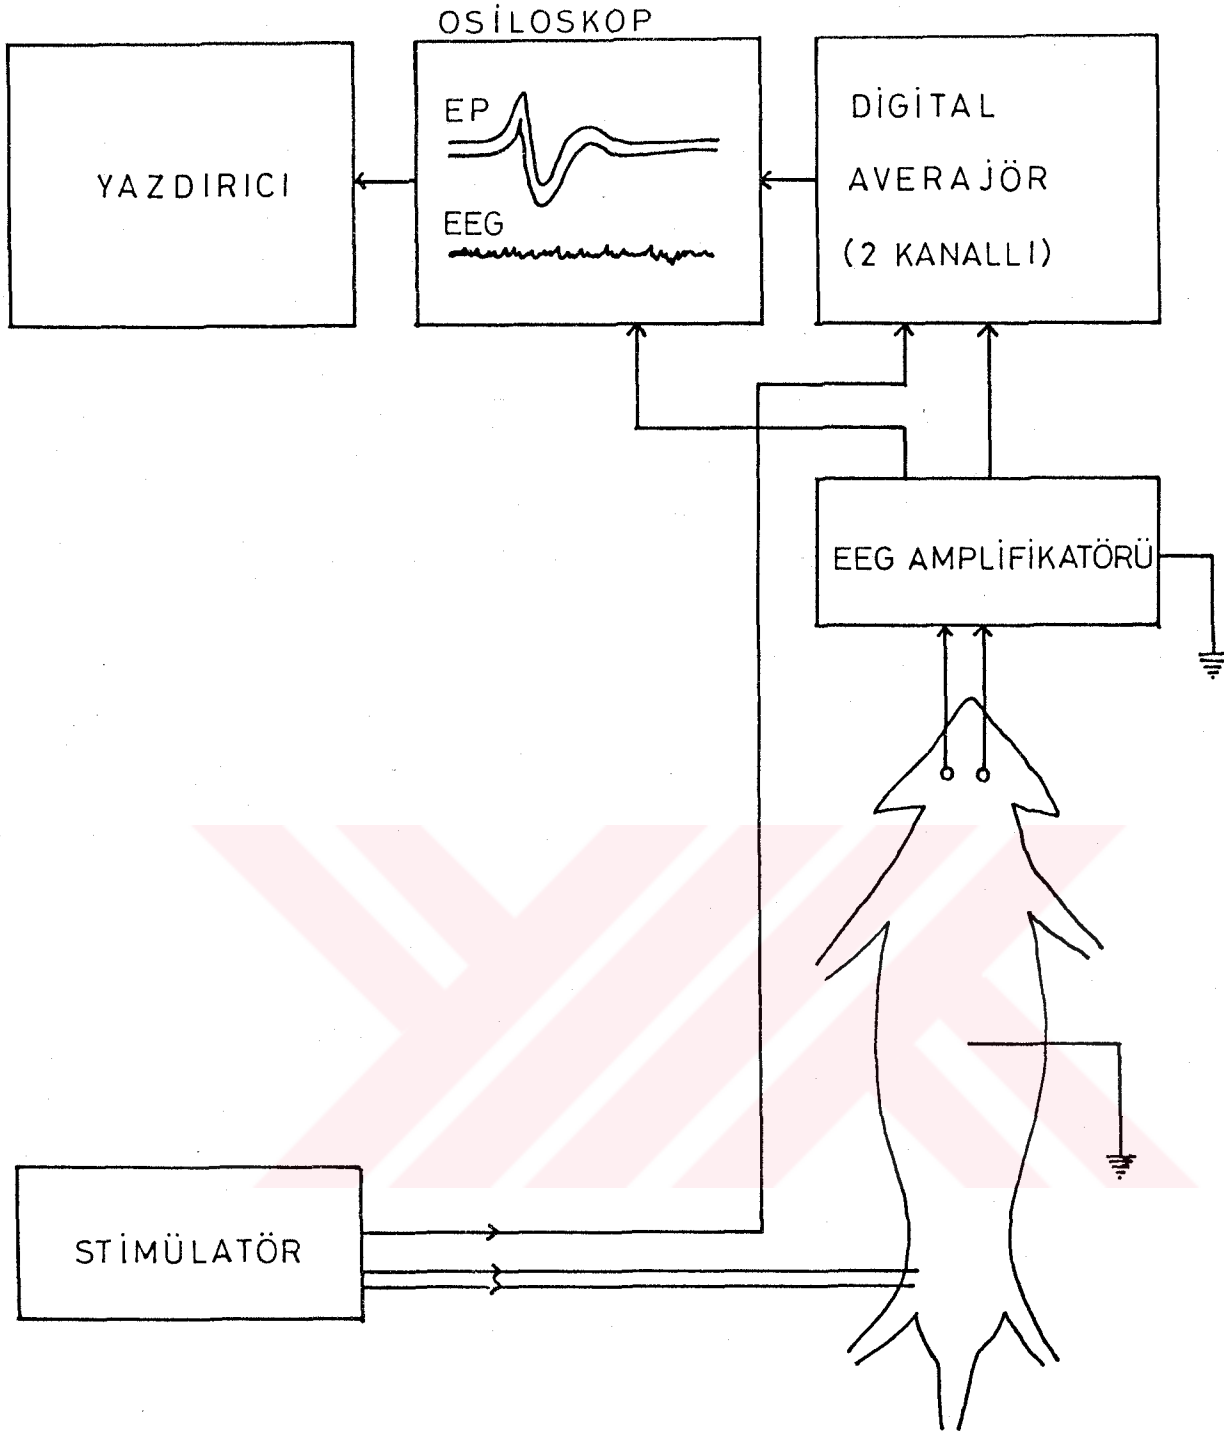 OSİLOSKOP
YAZDIRICI
EP
EEG
DİGİTAL
AVERAJÖR
(2 KANALLI)
EEG AMPLİFİKATÖRÜ
STİMÜLATÖR